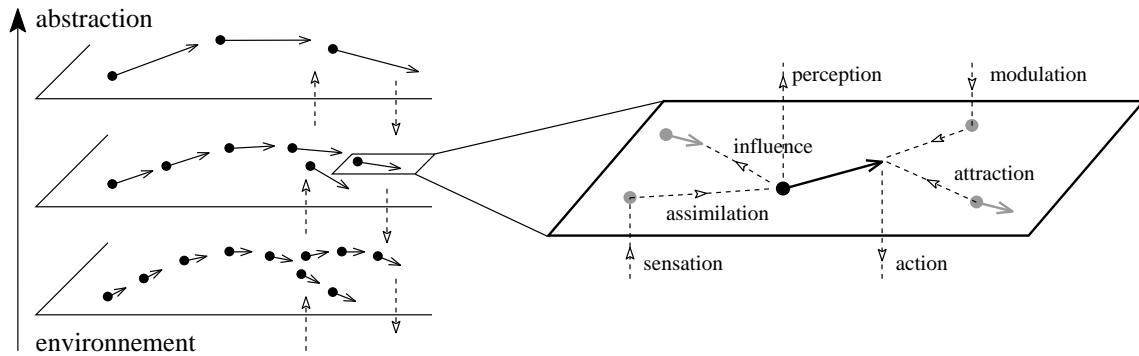 abstraction
perception
modulation
influence
attraction
assimilation
sensation
action
environnement